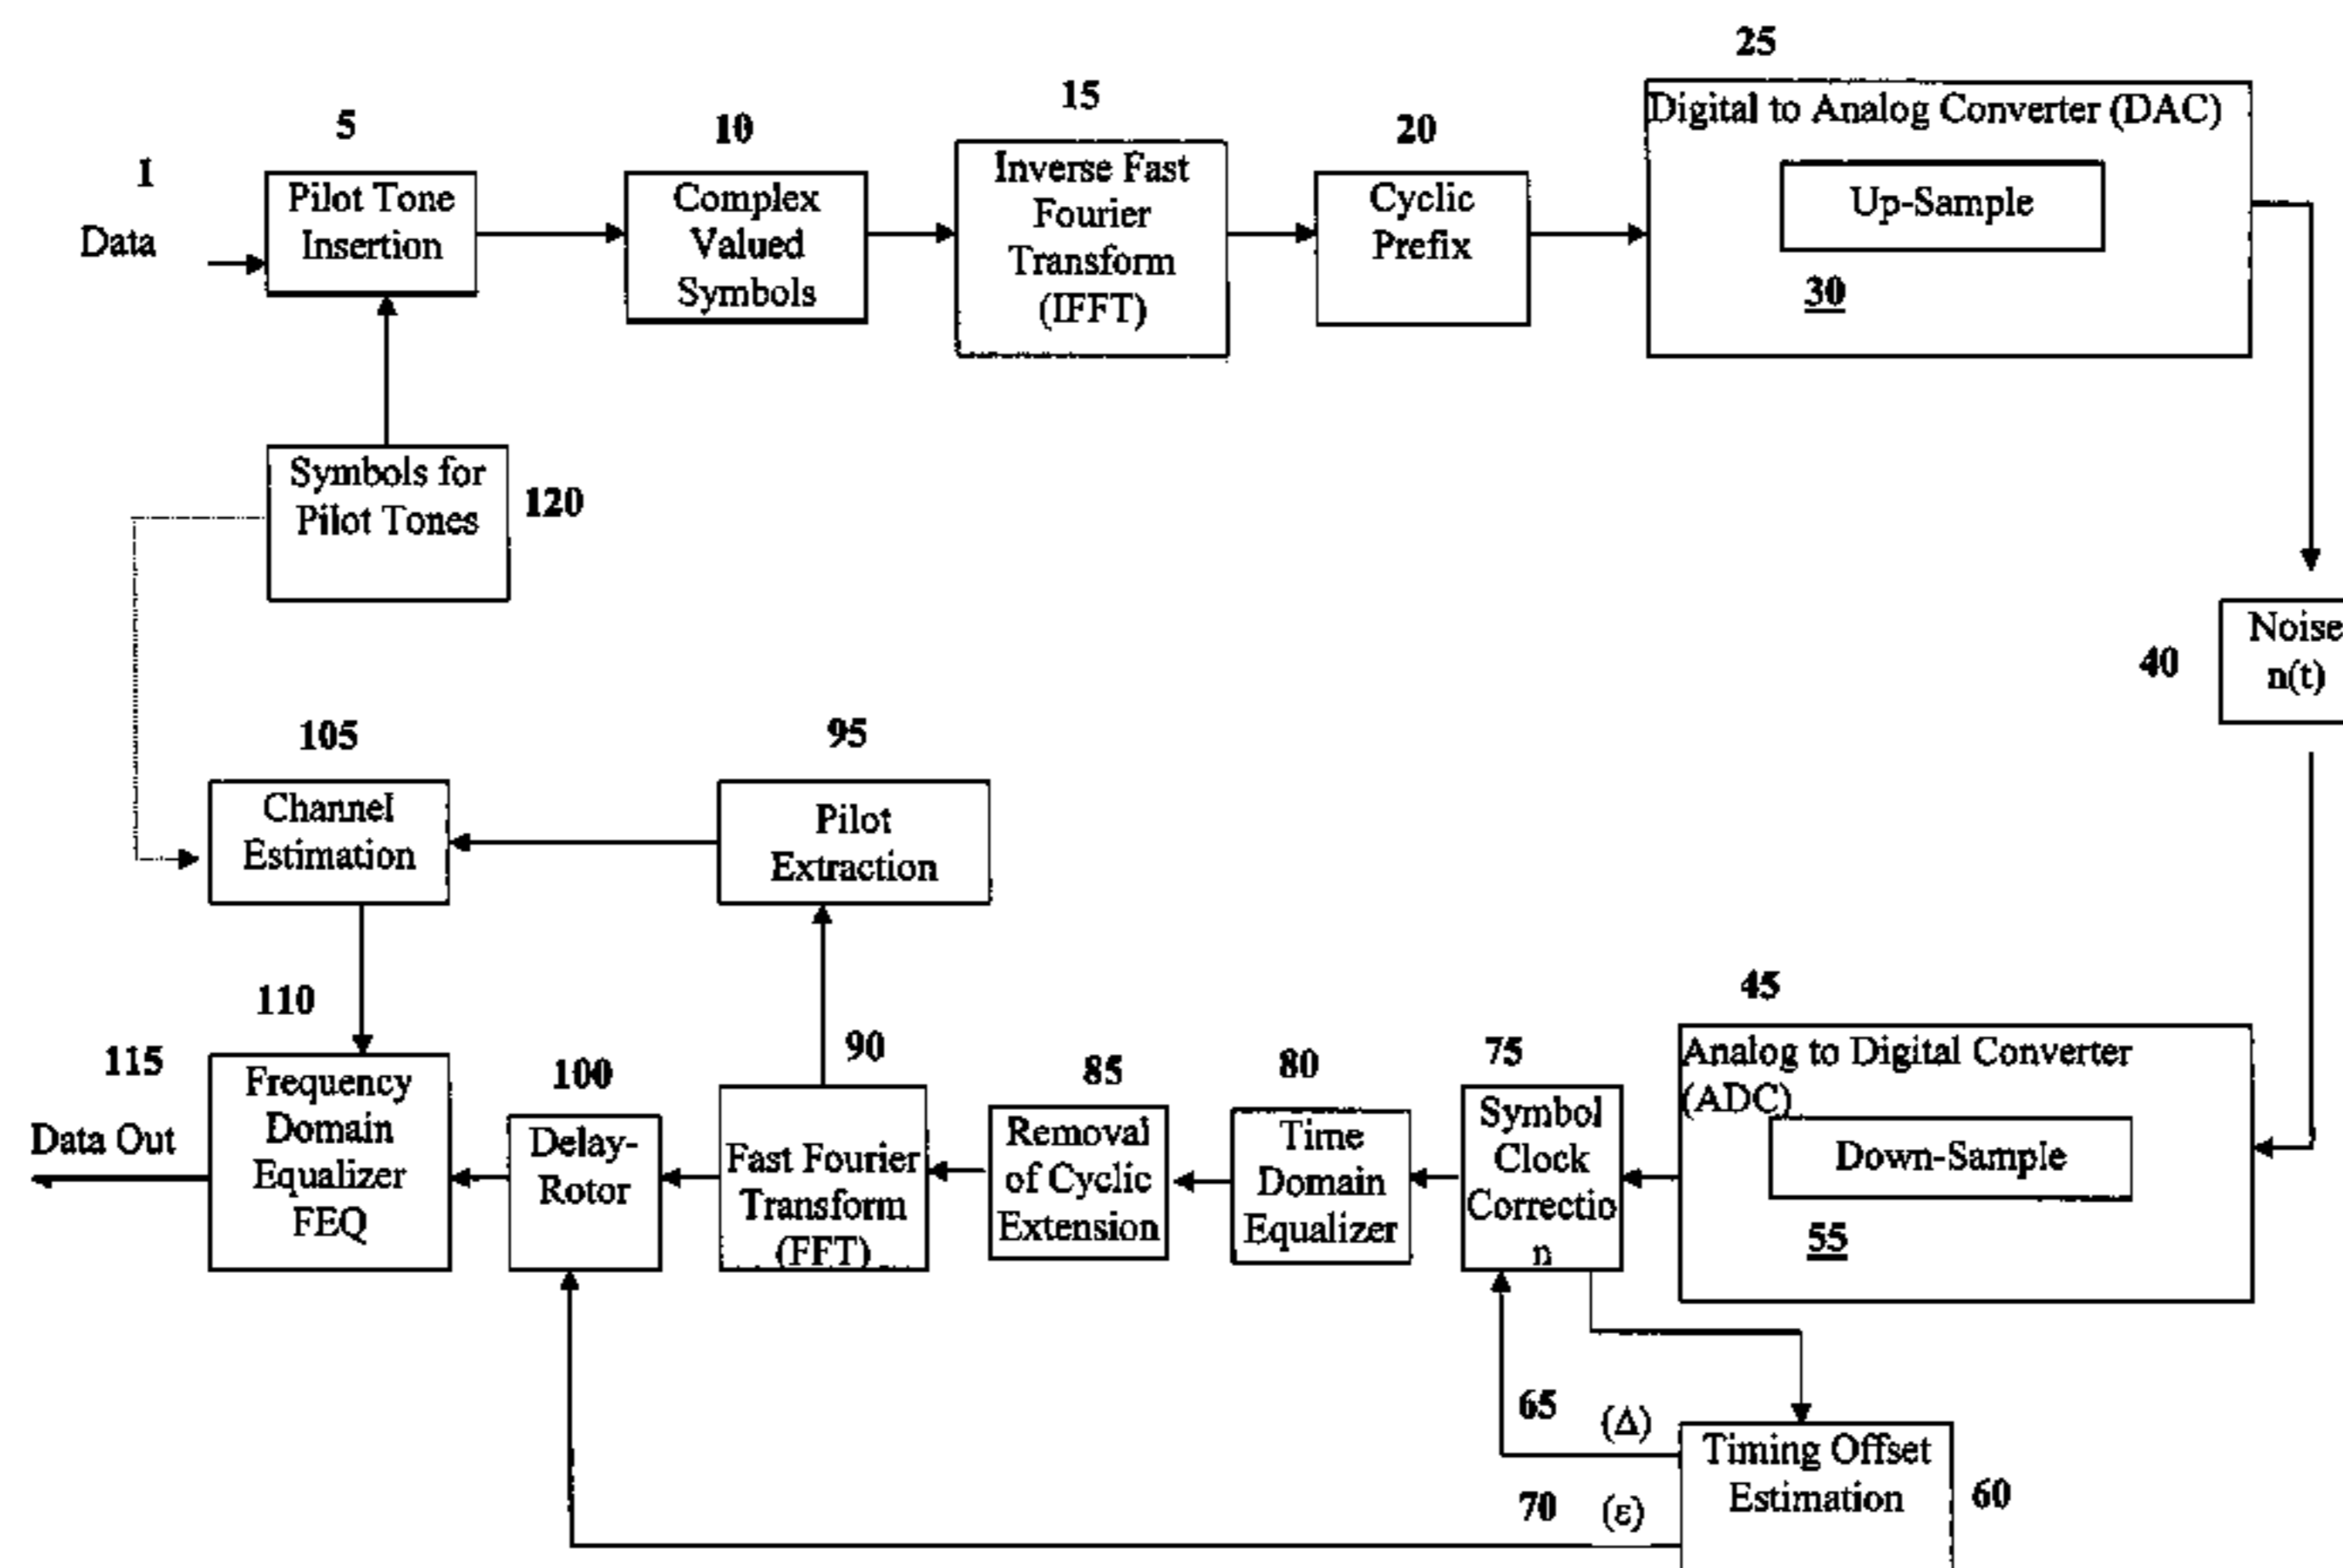 25
Digital to Analog Converter (DAC)
Up-Sample
30
15
Inverse Fast
Fourier
Transform
(IFFT)
20
Cyclic
Prefix
10
Complex
Valued
Symbols
5
Pilot Tone
Insertion
1
Data
Symbols for
Pilot Tones
120
Noise
n(t)
40
105
Channel
Estimation
95
Pilot
Extraction
45
Analog to Digital Converter
(ADC)
Down-Sample
55
75
Symbol
Clock
Correctio
n
80
Time
Domain
Equalizer
85
Removal
of Cyclic
Extension
90
Fast Fourier
Transform
(FFT)
100
Delay-
Rotor
110
Frequency
Domain
Equalizer
FEQ
115
Data Out
65
(Δ)
70
(ε)
Timing Offset
Estimation
60